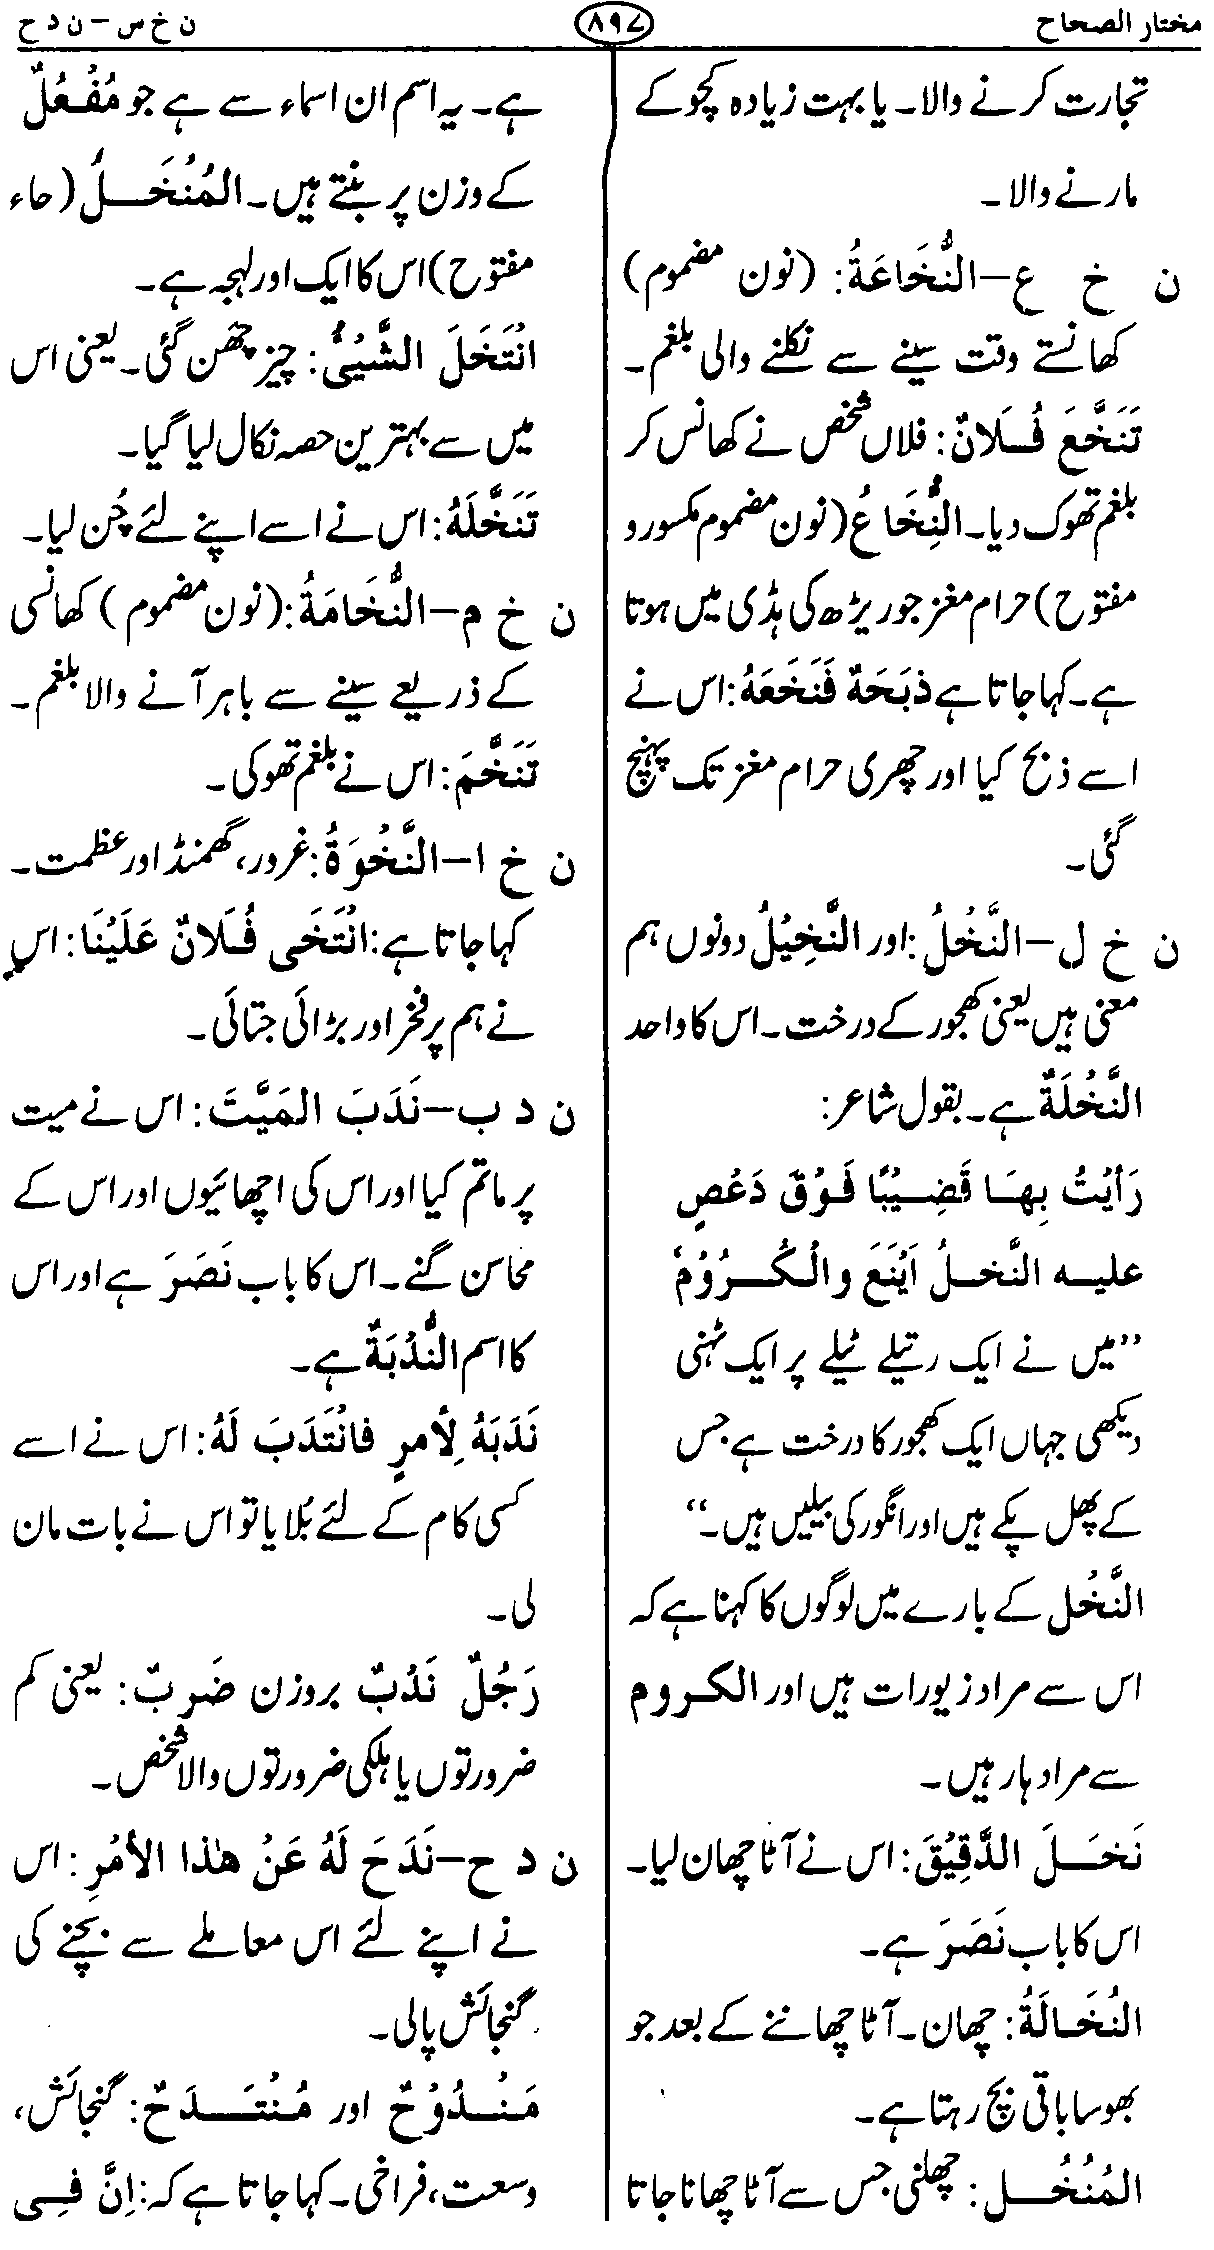 مختار الصحاح
۸۹۷
ن خ س – ن د ح
تجارت کرنے والا۔ یا بہت زیادہ کچوکے
مارنے والا۔
ن خ ع – النُّخَاعَةُ: (نون مضموم)
کھانستے وقت سینے سے نکلنے والی بلغم۔
تَنَخَّعَ فُلَانٌ: فلاں شخص نے کھانس کر
بلغم تھوک دیا۔ النُِّخَاعُ (نون مضموم مکسور و
مفتوح) حرام مغز جو ریڑھ کی ہڈی میں ہوتا
ہے۔ کہا جاتا ہے ذبَحَهٗ فَنَخَعَهُ: اس نے
اسے ذبح کیا اور چھری حرام مغز تک پہنچ
گئی۔
ن خ ل – النَّخْلُ: اور النَّخِيْلُ دونوں ہم
معنی ہیں یعنی کھجور کے درخت۔ اس کا واحد
النَّخْلَةُ ہے۔ بقول شاعر:
رَأيْتُ بِهَا قَضِيْبًا فَوْقَ دَعْصٍ
عليه النَّخلُ اَيْنَعَ والْكُرُوْمُ
”میں نے ایک رتیلے ٹیلے پر ایک ٹہنی
دیکھی جہاں ایک کھجور کا درخت ہے جس
کے پھل پکے ہیں اور انگور کی بیلیں ہیں۔“
النَّخْل کے بارے میں لوگوں کا کہنا ہے کہ
اس سے مراد زیورات ہیں اور الکروم
سے مراد ہار ہیں۔
نَخَلَ الدَّقِيْقَ: اس نے آٹا چھان لیا۔
اس کا باب نَصَرَ ہے۔
النُخَالَةُ: چھان۔ آٹا چھاننے کے بعد جو
بھوسا باقی بچ رہتا ہے۔
المُنْخُل: چھلنی جس سے آٹا چھانا جاتا
ہے۔ یہ اسم ان اسماء سے ہے جو مُفْعُلٌ
کے وزن پر بنتے ہیں۔ المُنْخَلُ (حاء
مفتوح) اس کا ایک اور لہجہ ہے۔
انْتَخَلَ الشَّيْئُ: چیز چھن گئی۔ یعنی اس
میں سے بہترین حصہ نکال لیا گیا۔
تَنَخَّلَهُ: اس نے اسے اپنے لئے چُن لیا۔
ن خ م – النُّخَامَةُ: (نون مضموم) کھانسی
کے ذریعے سینے سے باہر آنے والا بلغم۔
تَنَخَّمَ: اس نے بلغم تھوکی۔
ن خ ا – النَّخْوَةُ: غرور، گھمنڈ اور عظمت۔
کہا جاتا ہے: انْتَخَى فُلَانٌ عَلَيْنَا: اس
نے ہم پر فخر اور بڑائی جتائی۔
ن د ب – نَدَبَ المَيَّتَ: اس نے میت
پر ماتم کیا اور اس کی اچھائیوں اور اس کے
محاسن گنے۔ اس کا باب نَصَرَ ہے اور اس
کا اسم النُّدْبَةُ ہے۔
نَدَبَهُ لِأمرٍ فانْتَدَبَ لَهُ: اس نے اسے
کسی کام کے لئے بُلایا تو اس نے بات مان
لی۔
رَجُلٌ نَدْبٌ بروزن ضَربٌ: یعنی کم
ضرورتوں یا ہلکی ضرورتوں والا شخص۔
ن د ح – نَدَحَ لَهُ عَنْ هٰذا الأمْرِ: اس
نے اپنے لئے اس معاملے سے بچنے کی
گنجائش پالی۔
مَنْدُوْحٌ اور مُنْتَدَحٌ: گنجائش،
وسعت، فراخی۔ کہا جاتا ہے کہ: اِنَّ فِی